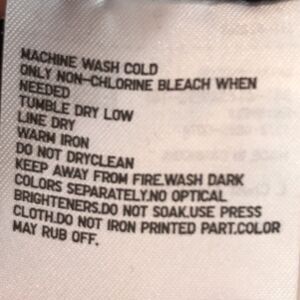 MACHINE WASH COLD
ONLY NON-CHLORINE BLEACH WHEN
NEEDED
TUMBLE DRY LOW
LINE DRY
WARM IRON
DO NOT DRYCLEAN
KEEP AWAY FROM FIRE.WASH DARK
COLORS SEPARATELY.NO OPTICAL
BRIGHTENERS.DO NOT SOAK.USE PRESS
CLOTH.DO NOT IRON PRINTED PART.COLOR
MAY RUB OFF.